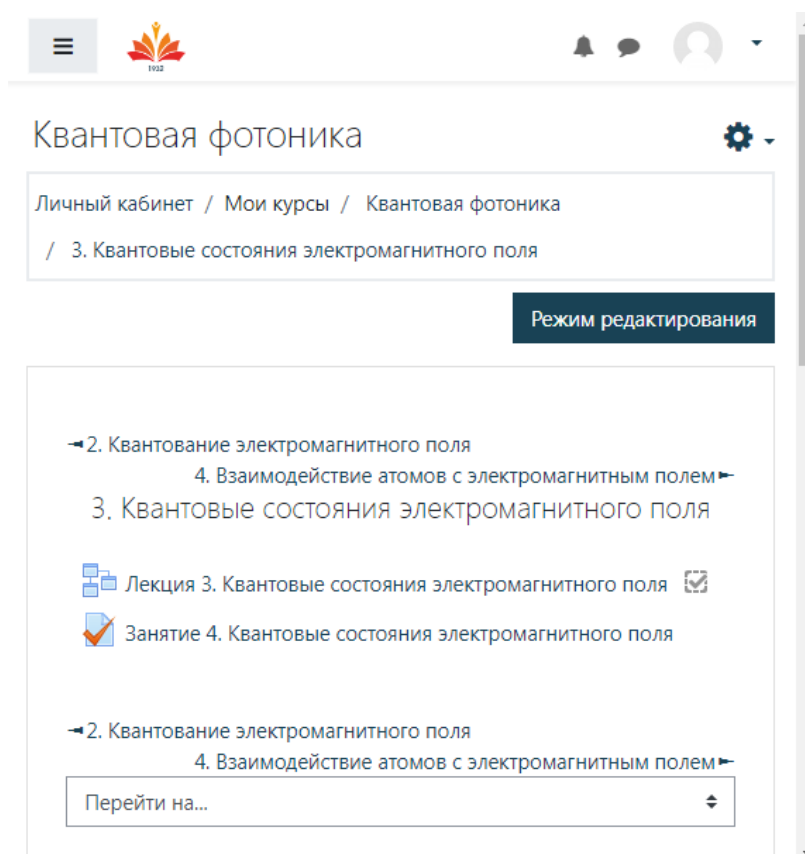 1932
Квантовая фотоника
Личный кабинет / Мои курсы / Квантовая фотоника
/ 3. Квантовые состояния электромагнитного поля
Режим редактирования
2. Квантование электромагнитного поля
4. Взаимодействие атомов с электромагнитным полем
3. Квантовые состояния электромагнитного поля
Лекция 3. Квантовые состояния электромагнитного поля
Занятие 4. Квантовые состояния электромагнитного поля
2. Квантование электромагнитного поля
4. Взаимодействие атомов с электромагнитным полем
Перейти на...